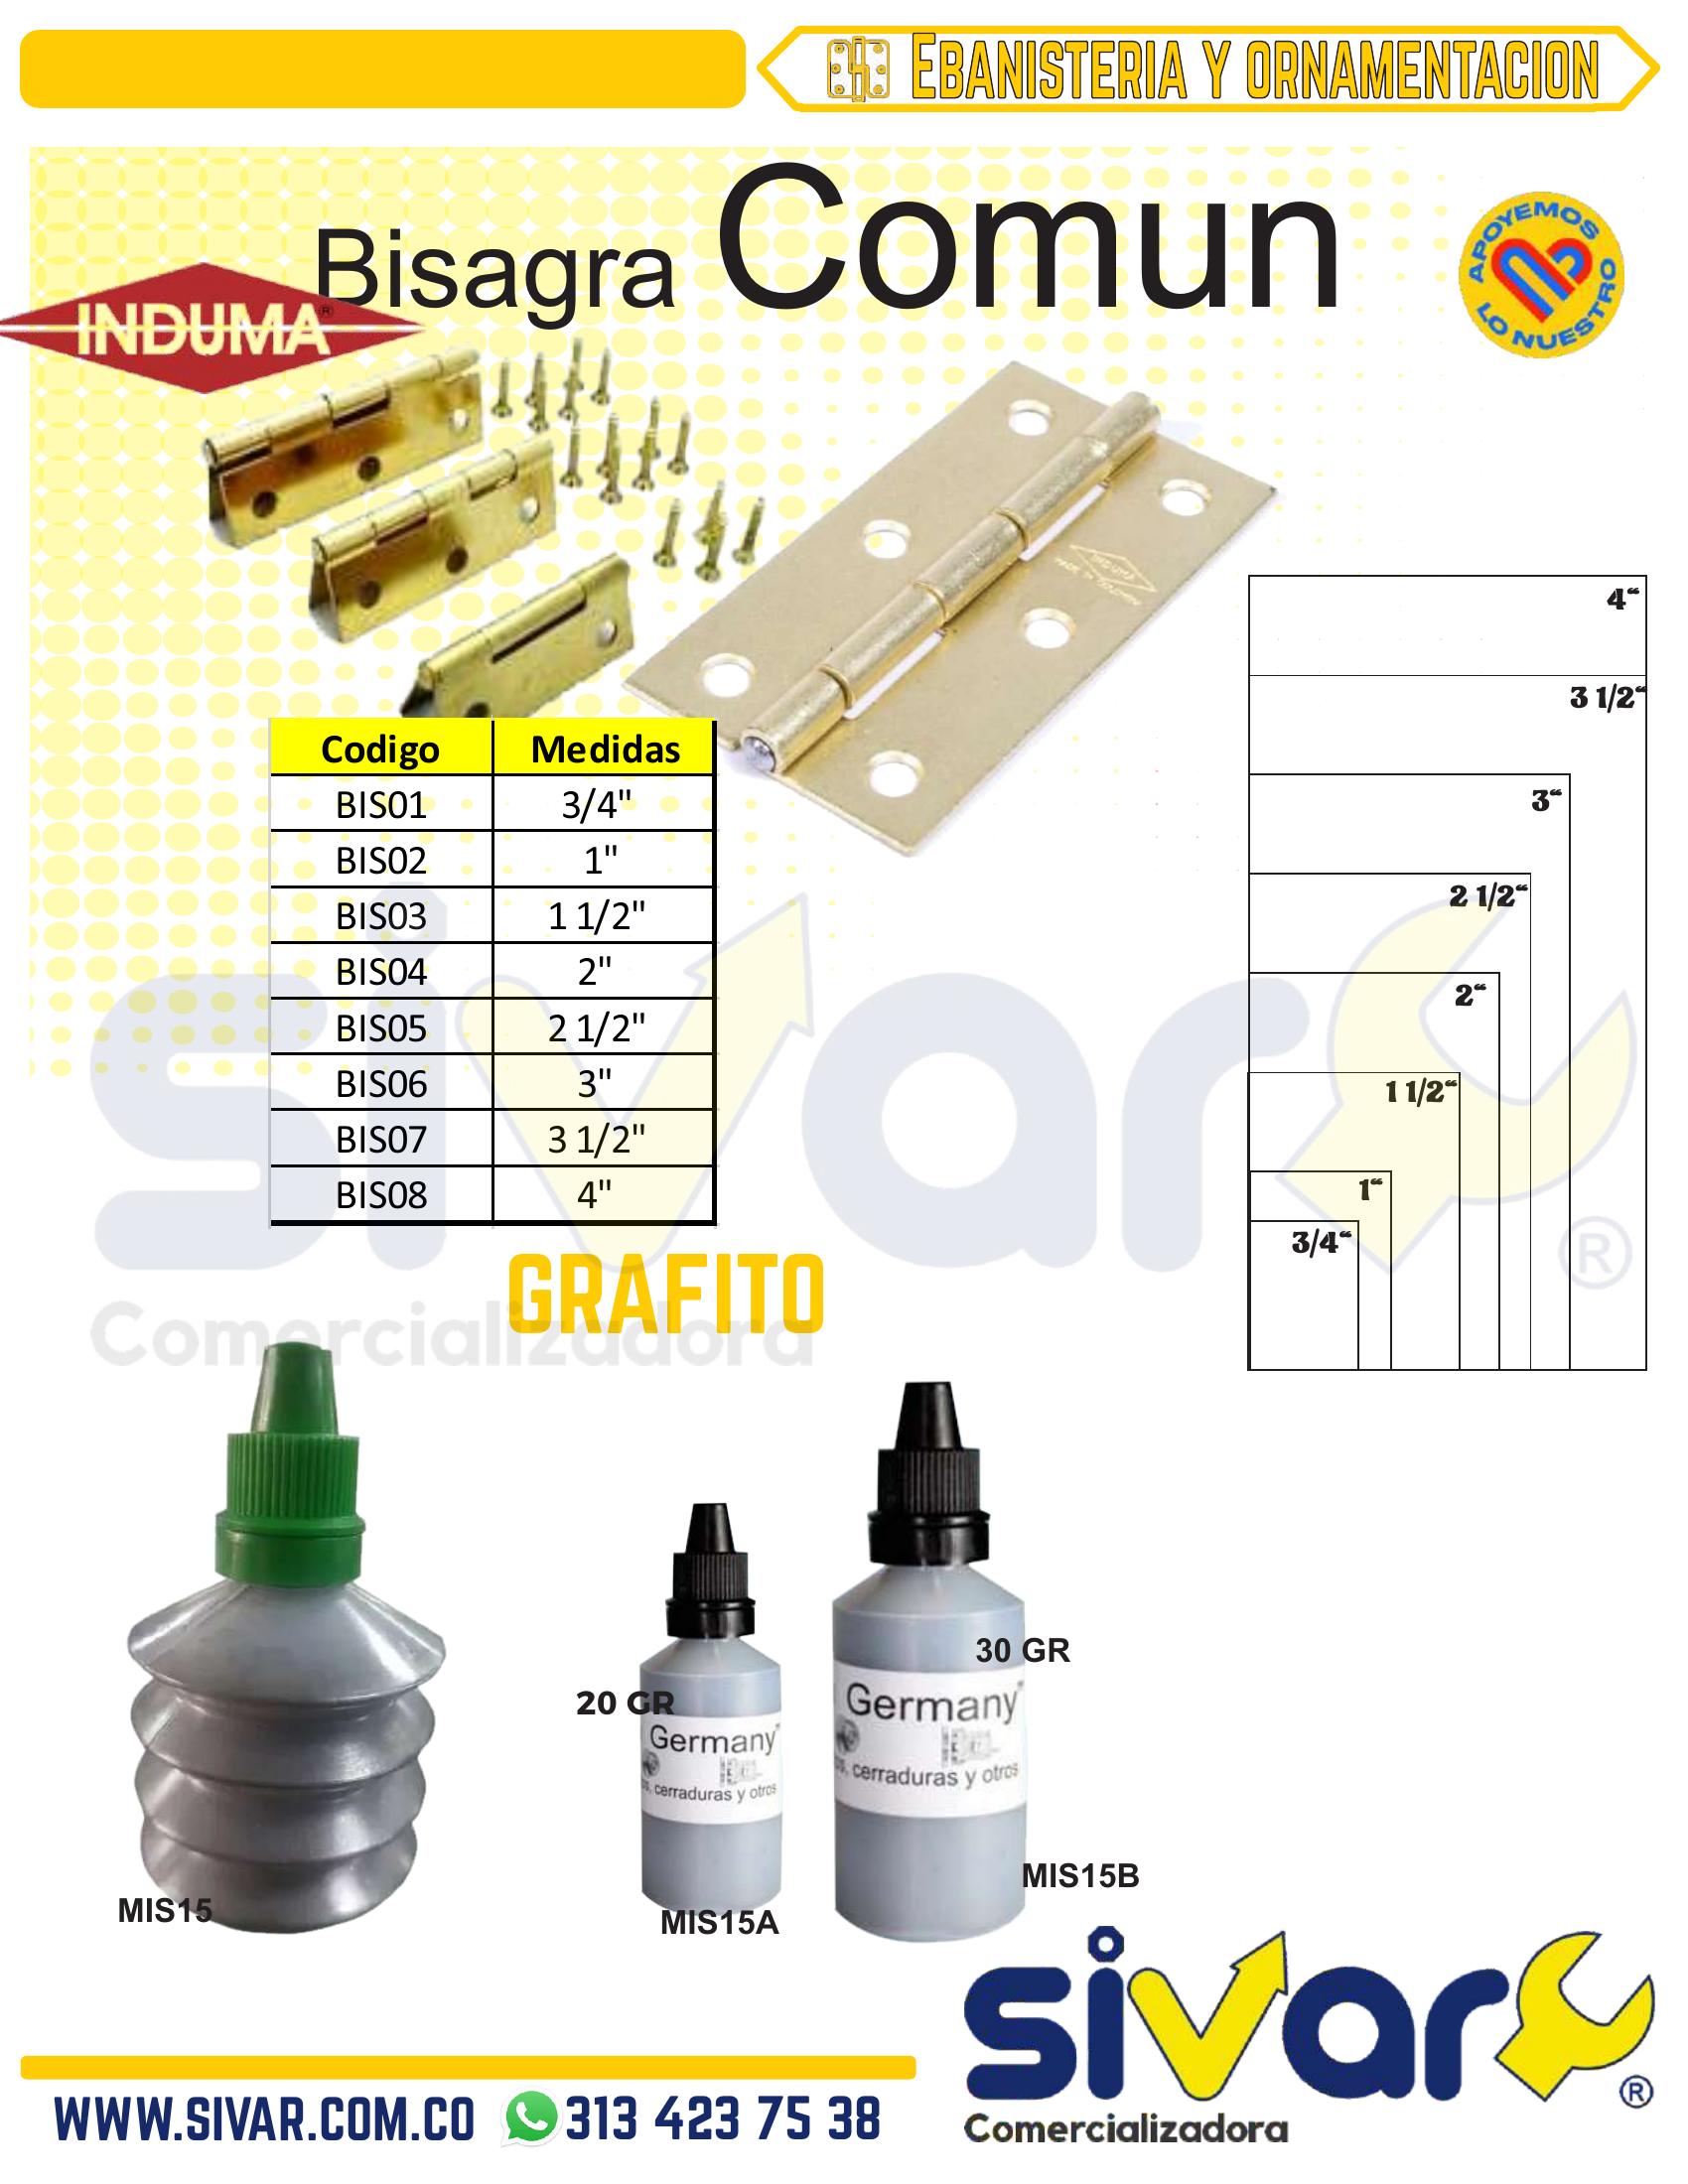 EBANISTERIA Y ORNAMENTACION
Bisagra Comun
INDUMA®
APOYEMOS
LO NUESTRO
INDUMA
Codigo Medidas
BIS01 3/4"
BIS02 1"
BIS03 1 1/2"
BIS04 2"
BIS05 2 1/2"
BIS06 3"
BIS07 3 1/2"
BIS08 4"
4“
3 1/2“
3“
2 1/2“
2“
1 1/2“
1“
3/4“
sivar ®
Comercializadora
GRAFITO
MIS15
20 GR
Germany
, cerraduras y otros
MIS15A
30 GR
Germany
, cerraduras y otros
MIS15B
sivar ®
Comercializadora
WWW.SIVAR.COM.CO 313 423 75 38